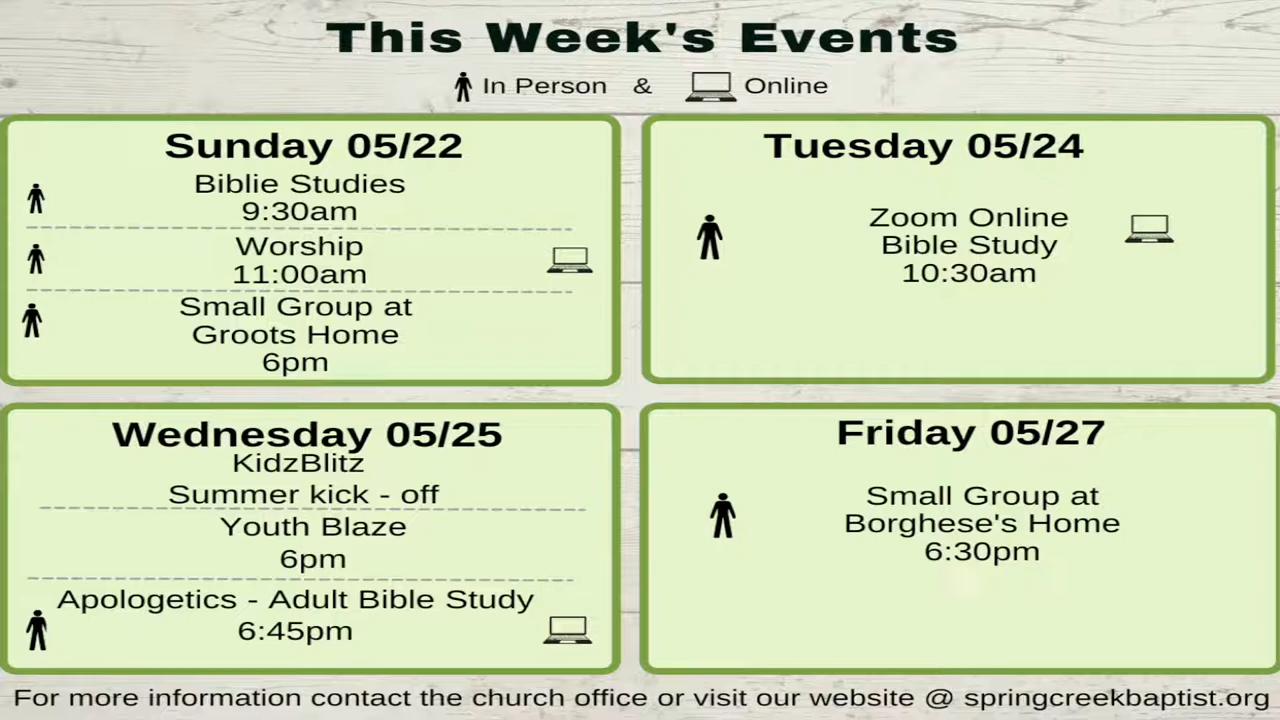 This Week's Events
In Person & Online
Sunday 05/22
Biblie Studies
9:30am
Worship
11:00am
Small Group at
Groots Home
6pm
Tuesday 05/24
Zoom Online
Bible Study
10:30am
Wednesday 05/25
KidzBlitz
Summer kick - off
Youth Blaze
6pm
Apologetics - Adult Bible Study
6:45pm
Friday 05/27
Small Group at
Borghese's Home
6:30pm
For more information contact the church office or visit our website @ springcreekbaptist.org